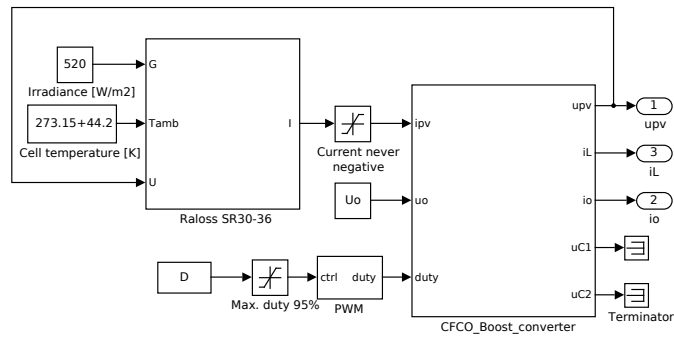 520
G
Irradiance [W/m2]
273.15+44.2
Tamb
Cell temperature [K]
U
I
Raloss SR30-36
Current never
negative
Uo
D
Max. duty 95%
ctrl duty
PWM
ipv
uo
duty
upv
iL
io
uC1
uC2
CFCO_Boost_converter
1
upv
3
iL
2
io
Terminator